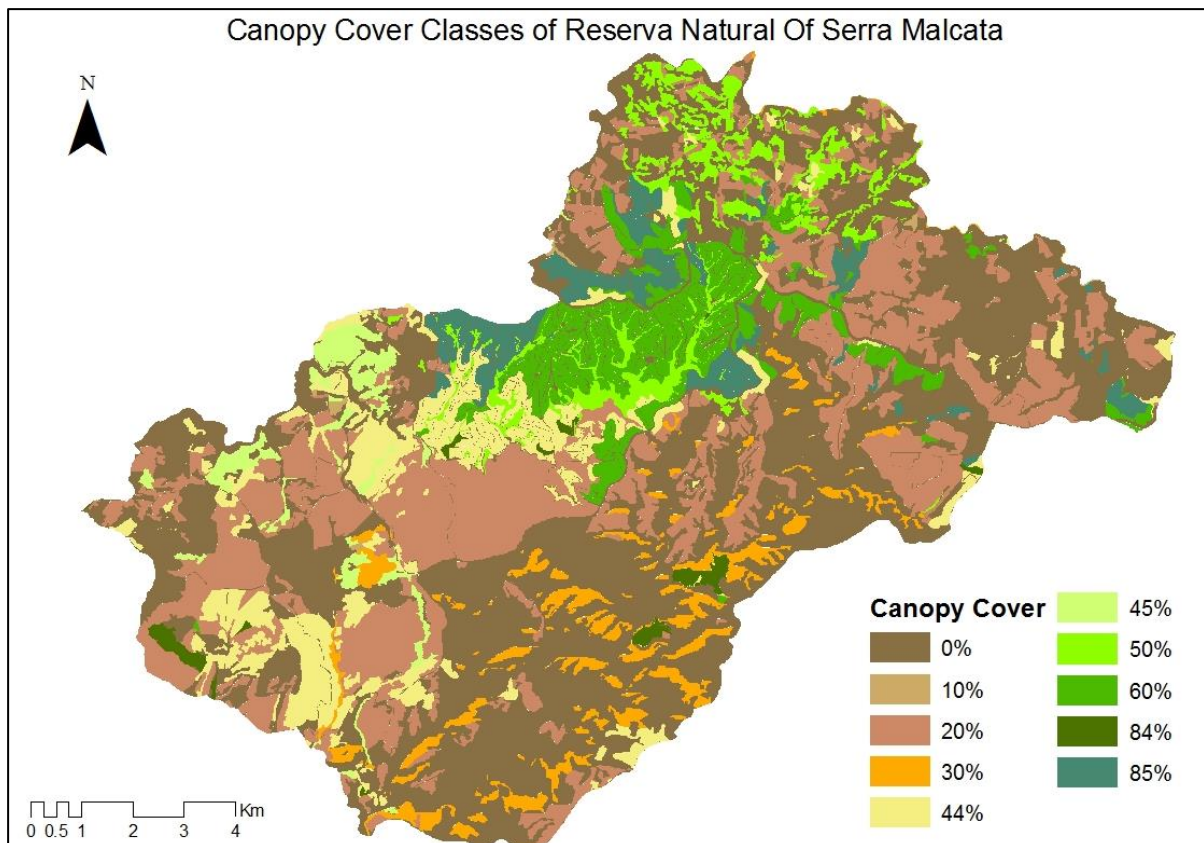 Canopy Cover Classes of Reserva Natural Of Serra Malcata
N
Canopy Cover
0%
10%
20%
30%
44%
45%
50%
60%
84%
85%
Km
0 0.5 1 2 3 4